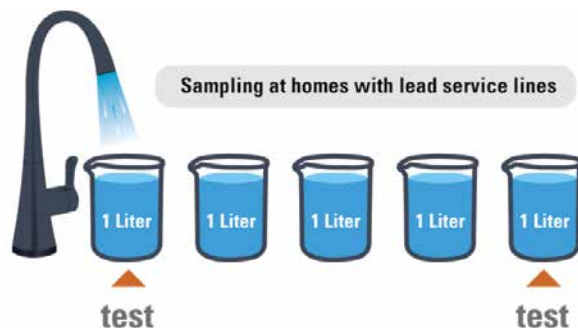 Sampling at homes with lead service lines
1 Liter 1 Liter 1 Liter 1 Liter 1 Liter
test test